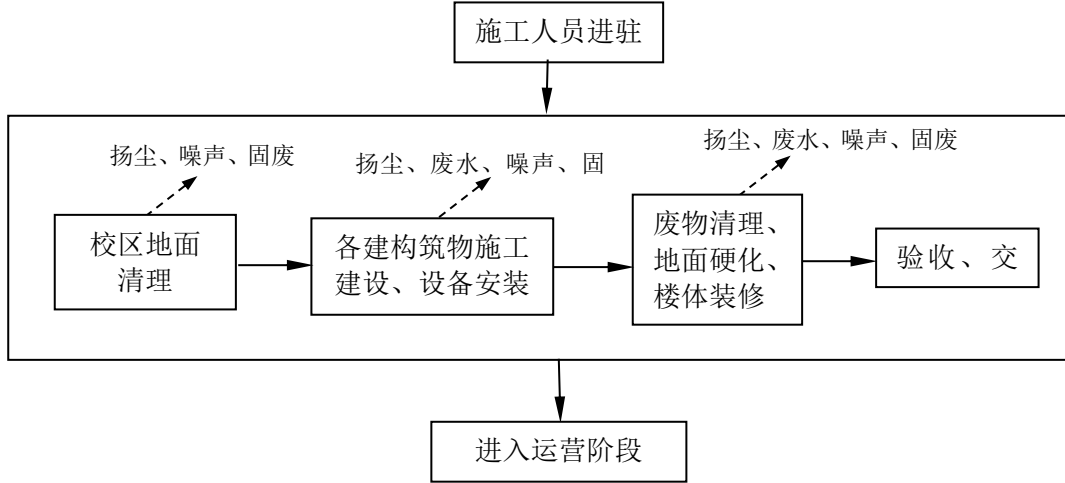 施工人员进驻
扬尘、噪声、固废
扬尘、废水、噪声、固
扬尘、废水、噪声、固废
校区地面
清理
各建构筑物施工
建设、设备安装
废物清理、
地面硬化、
楼体装修
验收、交
进入运营阶段